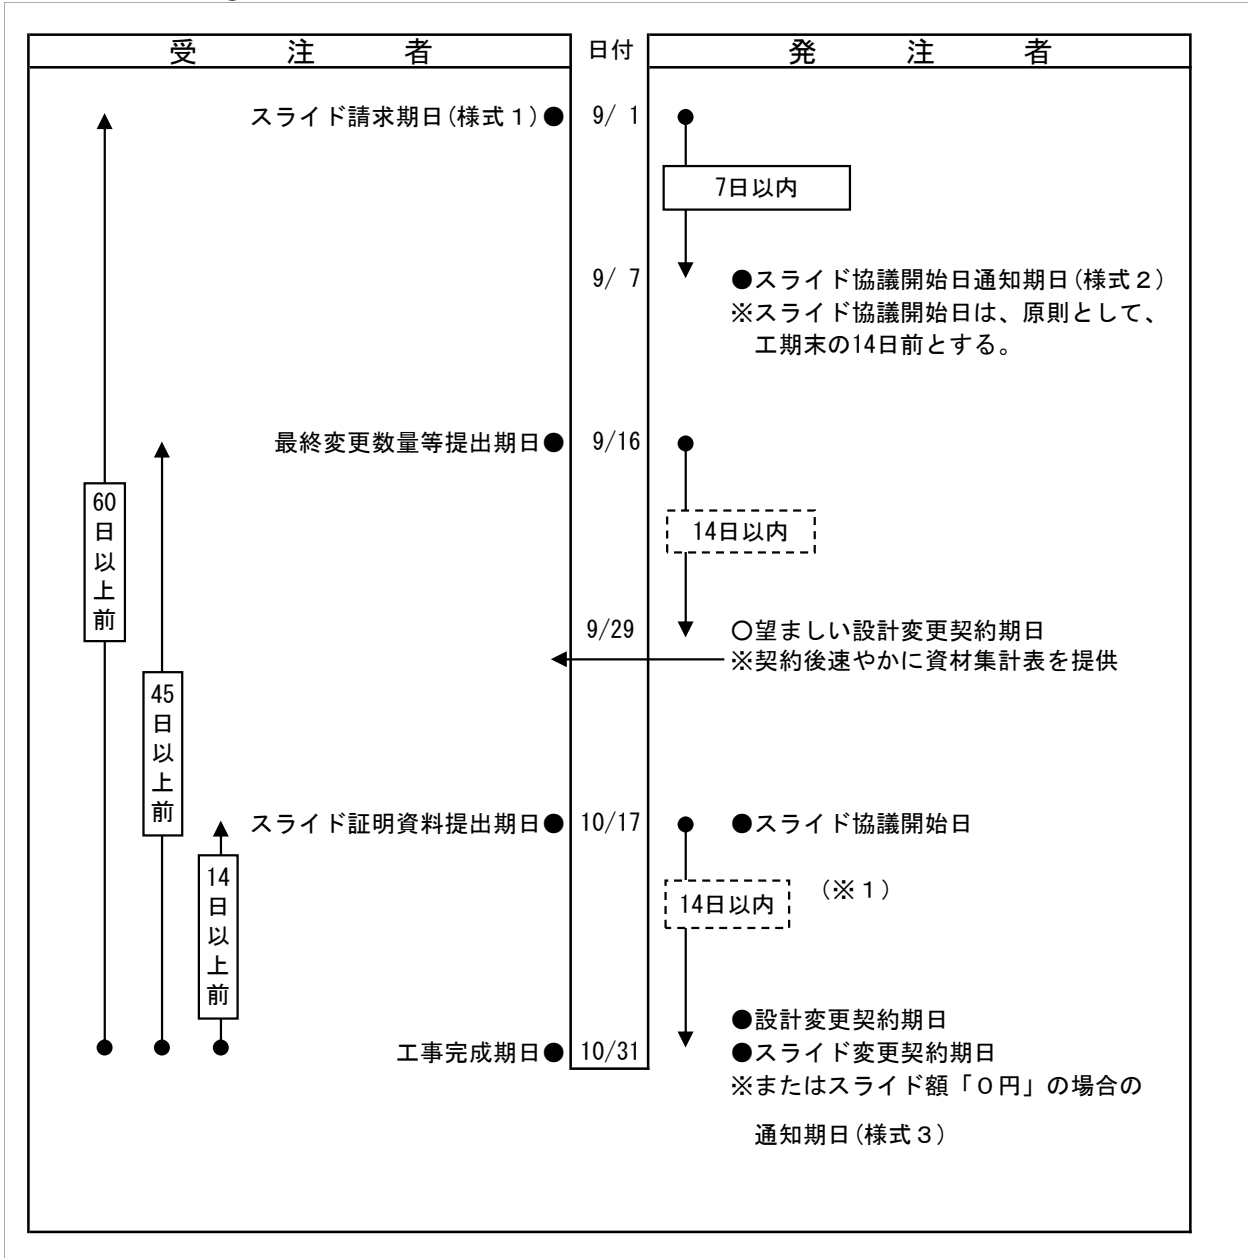 受注者 日付 発注者
スライド請求期日(様式1)● 9/ 1
7日以内
9/ 7 ●スライド協議開始日通知期日(様式2)
※スライド協議開始日は、原則として、
工期末の14日前とする。
最終変更数量等提出期日● 9/16
60日以上前
14日以内
9/29 ○望ましい設計変更契約期日
※契約後速やかに資材集計表を提供
45日以上前
スライド証明資料提出期日● 10/17 ●スライド協議開始日
14日以上前
14日以内 (※1)
●設計変更契約期日
工事完成期日● 10/31 ●スライド変更契約期日
※またはスライド額「0円」の場合の
通知期日(様式3)